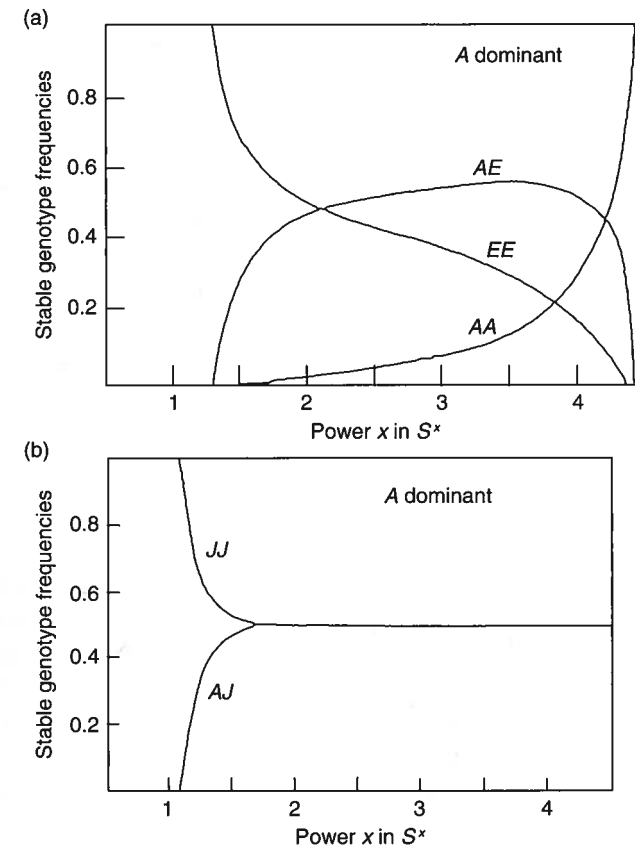 (a)
A dominant
Stable genotype frequencies
0.8
0.6
0.4
0.2
AE
EE
AA
1 2 3 4
Power x in Sˣ
(b)
A dominant
Stable genotype frequencies
0.8
0.6
0.4
0.2
JJ
AJ
1 2 3 4
Power x in Sˣ